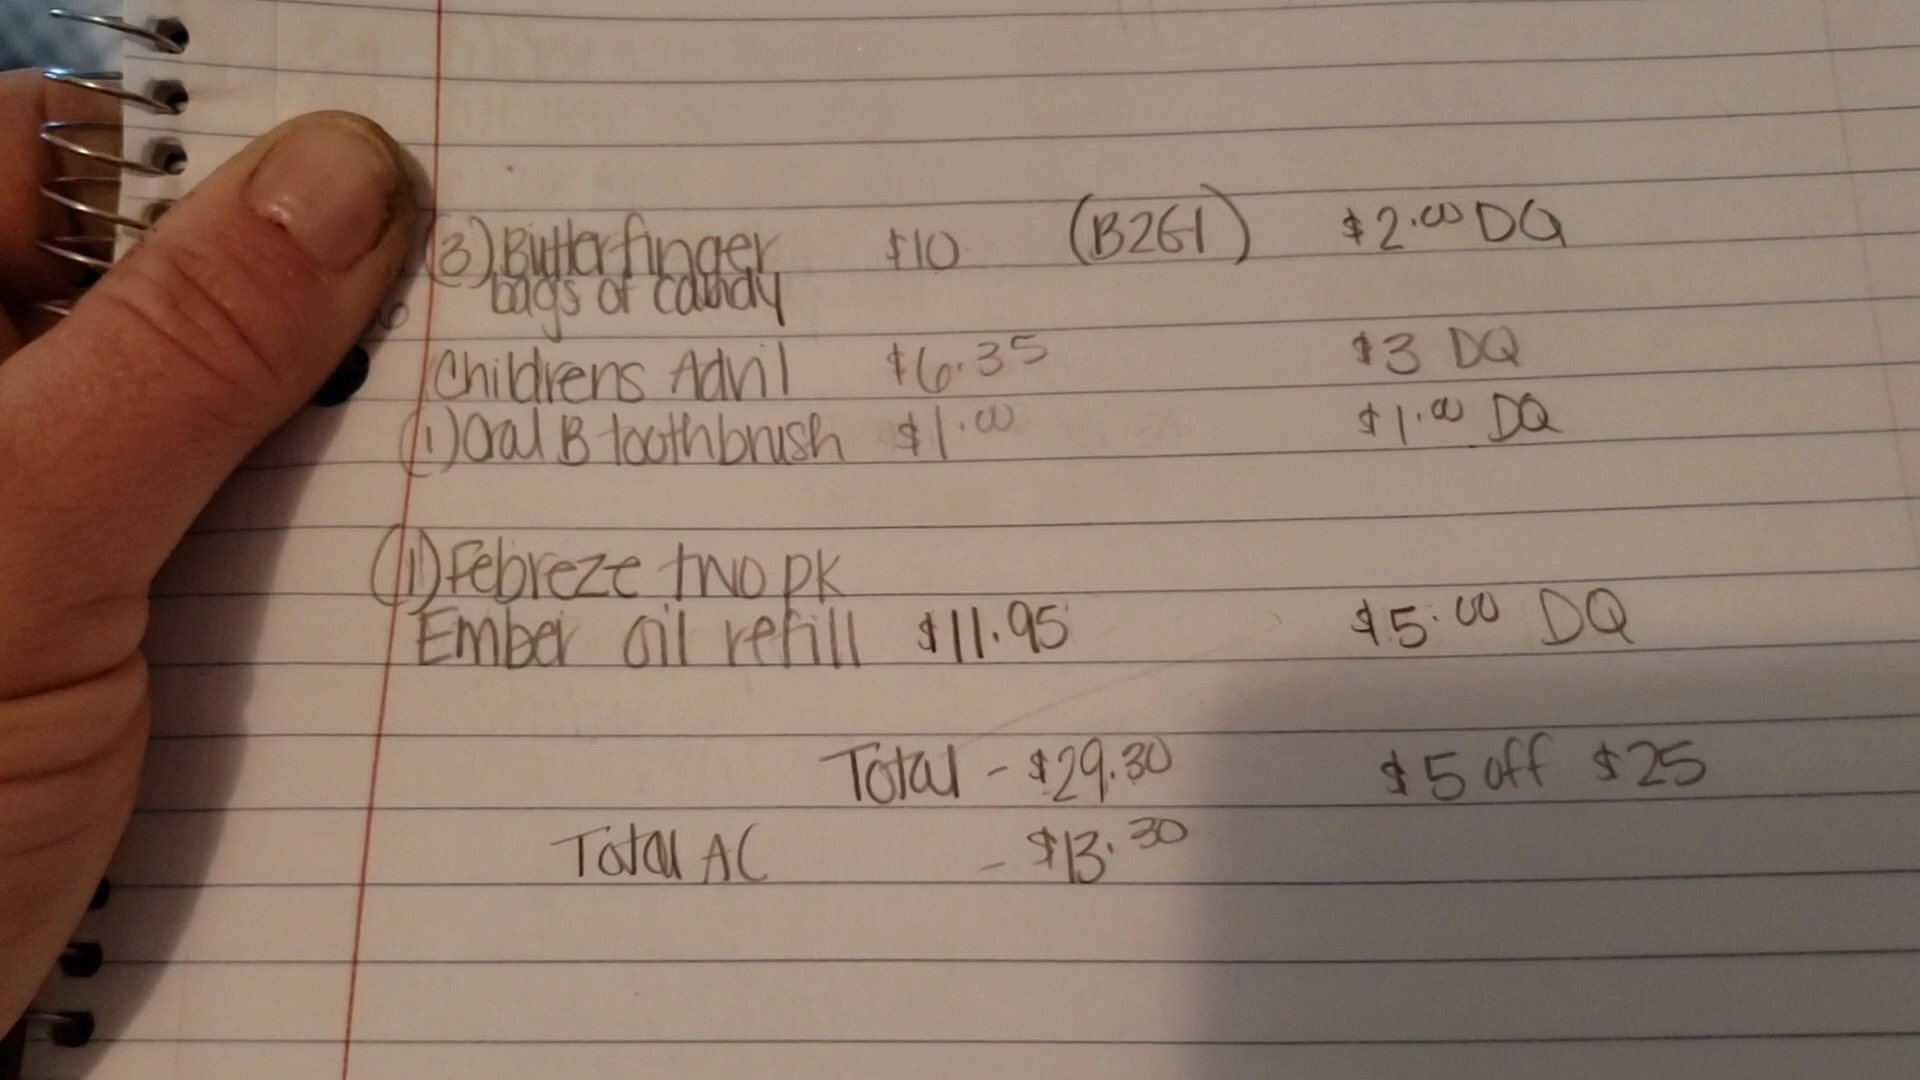 (3) Butterfinger $10 (B2G1) $2.00 DQ
bags of candy
Childrens Advil $6.35 $3 DQ
(1) Oral B toothbrush $1.00 $1.00 DQ
(1) Febreze two pk
Ember oil refill $11.95 $5.00 DQ
Total - $29.30 $5 off $25
Total AC - $13.30